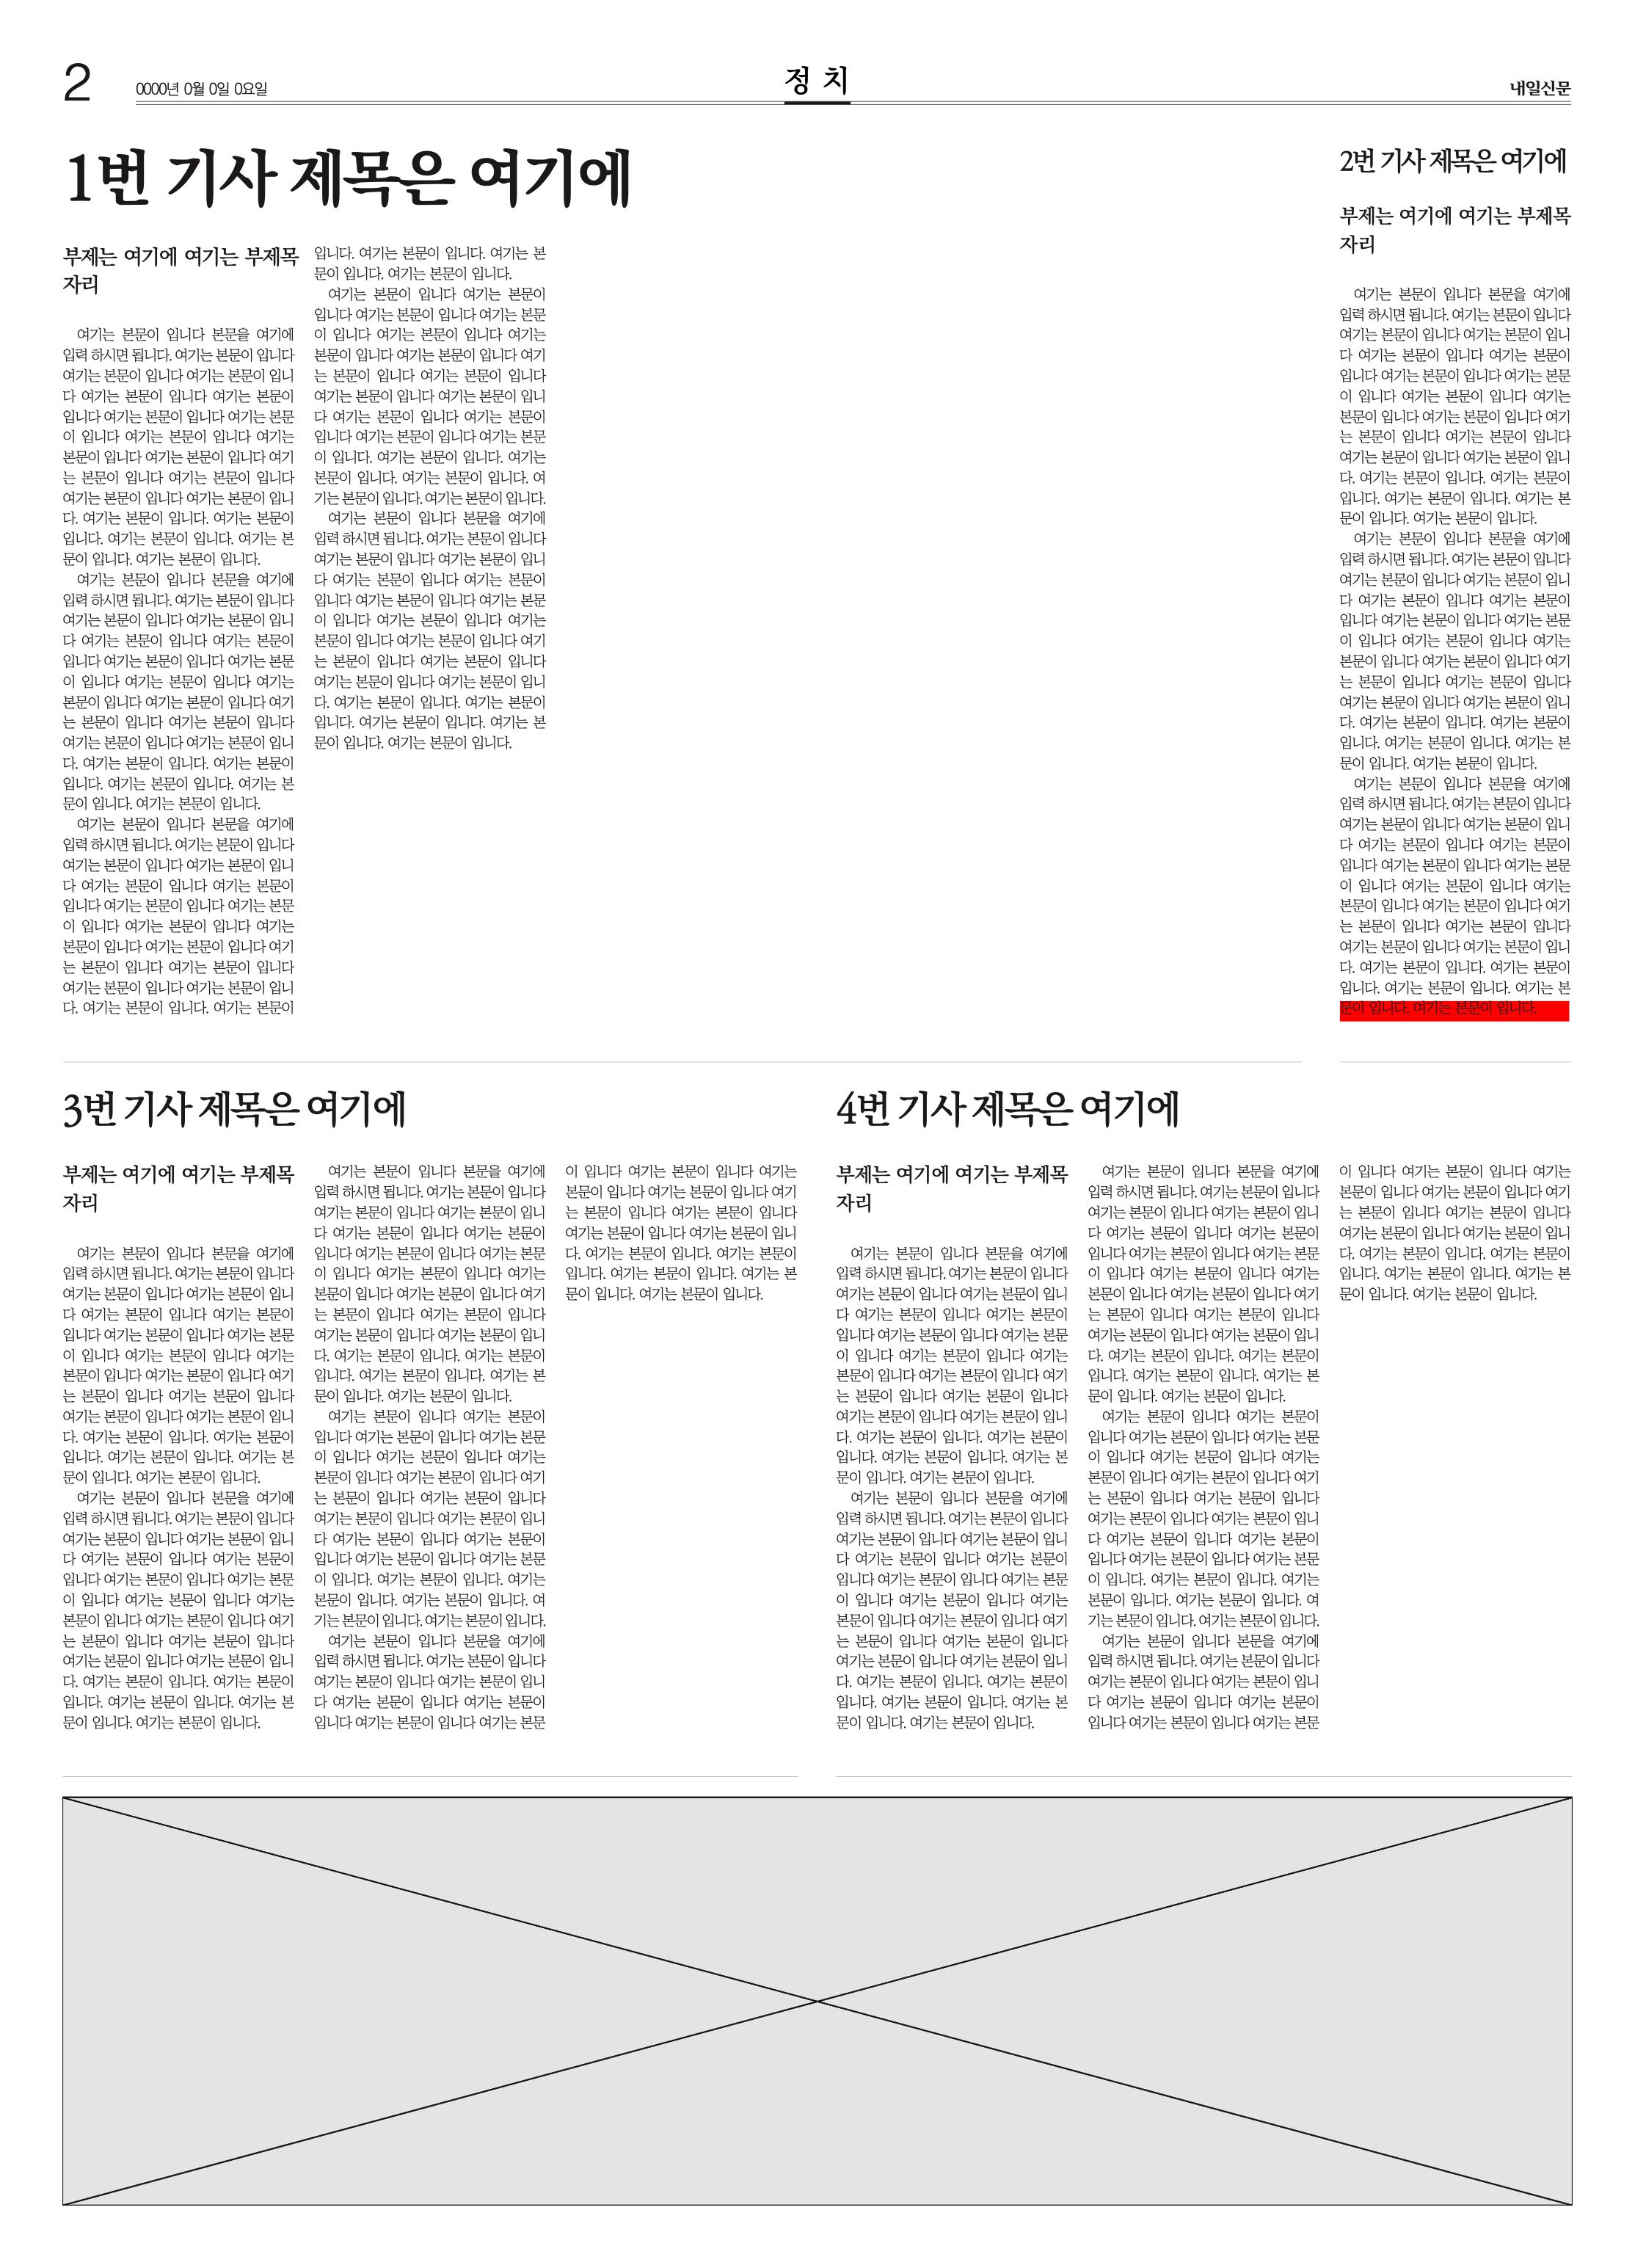 2
0000년 0월 0일 0요일
정 치
내일신문
1번 기사 제목은 여기에
부제는 여기에 여기는 부제목
자리
여기는 본문이 입니다 본문을 여기에
입력 하시면 됩니다. 여기는 본문이 입니다
여기는 본문이 입니다 여기는 본문이 입니
다 여기는 본문이 입니다 여기는 본문이
입니다 여기는 본문이 입니다 여기는 본문
이 입니다 여기는 본문이 입니다 여기는
본문이 입니다 여기는 본문이 입니다 여기
는 본문이 입니다 여기는 본문이 입니다
여기는 본문이 입니다 여기는 본문이 입니
다. 여기는 본문이 입니다. 여기는 본문이
입니다. 여기는 본문이 입니다. 여기는 본
문이 입니다. 여기는 본문이 입니다.
여기는 본문이 입니다 본문을 여기에
입력 하시면 됩니다. 여기는 본문이 입니다
여기는 본문이 입니다 여기는 본문이 입니
다 여기는 본문이 입니다 여기는 본문이
입니다 여기는 본문이 입니다 여기는 본문
이 입니다 여기는 본문이 입니다 여기는
본문이 입니다 여기는 본문이 입니다 여기
는 본문이 입니다 여기는 본문이 입니다
여기는 본문이 입니다 여기는 본문이 입니
다. 여기는 본문이 입니다. 여기는 본문이
입니다. 여기는 본문이 입니다. 여기는 본
문이 입니다. 여기는 본문이 입니다.
여기는 본문이 입니다 본문을 여기에
입력 하시면 됩니다. 여기는 본문이 입니다
여기는 본문이 입니다 여기는 본문이 입니
다 여기는 본문이 입니다 여기는 본문이
입니다 여기는 본문이 입니다 여기는 본문
이 입니다 여기는 본문이 입니다 여기는
본문이 입니다 여기는 본문이 입니다 여기
는 본문이 입니다 여기는 본문이 입니다
여기는 본문이 입니다 여기는 본문이 입니
다. 여기는 본문이 입니다. 여기는 본문이
입니다. 여기는 본문이 입니다. 여기는 본
문이 입니다. 여기는 본문이 입니다.
여기는 본문이 입니다 여기는 본문이
입니다 여기는 본문이 입니다 여기는 본문
이 입니다 여기는 본문이 입니다 여기는
본문이 입니다 여기는 본문이 입니다 여기
는 본문이 입니다 여기는 본문이 입니다
여기는 본문이 입니다 여기는 본문이 입니
다 여기는 본문이 입니다 여기는 본문이
입니다 여기는 본문이 입니다 여기는 본문
이 입니다. 여기는 본문이 입니다. 여기는
본문이 입니다. 여기는 본문이 입니다. 여
기는 본문이 입니다. 여기는 본문이 입니다.
여기는 본문이 입니다 본문을 여기에
입력 하시면 됩니다. 여기는 본문이 입니다
여기는 본문이 입니다 여기는 본문이 입니
다 여기는 본문이 입니다 여기는 본문이
입니다 여기는 본문이 입니다 여기는 본문
이 입니다 여기는 본문이 입니다 여기는
본문이 입니다 여기는 본문이 입니다 여기
는 본문이 입니다 여기는 본문이 입니다
여기는 본문이 입니다 여기는 본문이 입니
다. 여기는 본문이 입니다. 여기는 본문이
입니다. 여기는 본문이 입니다. 여기는 본
문이 입니다. 여기는 본문이 입니다.
2번 기사 제목은 여기에
부제는 여기에 여기는 부제목
자리
여기는 본문이 입니다 본문을 여기에
입력 하시면 됩니다. 여기는 본문이 입니다
여기는 본문이 입니다 여기는 본문이 입니
다 여기는 본문이 입니다 여기는 본문이
입니다 여기는 본문이 입니다 여기는 본문
이 입니다 여기는 본문이 입니다 여기는
본문이 입니다 여기는 본문이 입니다 여기
는 본문이 입니다 여기는 본문이 입니다
여기는 본문이 입니다 여기는 본문이 입니
다. 여기는 본문이 입니다. 여기는 본문이
입니다. 여기는 본문이 입니다. 여기는 본
문이 입니다. 여기는 본문이 입니다.
여기는 본문이 입니다 본문을 여기에
입력 하시면 됩니다. 여기는 본문이 입니다
여기는 본문이 입니다 여기는 본문이 입니
다 여기는 본문이 입니다 여기는 본문이
입니다 여기는 본문이 입니다 여기는 본문
이 입니다 여기는 본문이 입니다 여기는
본문이 입니다 여기는 본문이 입니다 여기
는 본문이 입니다 여기는 본문이 입니다
여기는 본문이 입니다 여기는 본문이 입니
다. 여기는 본문이 입니다. 여기는 본문이
입니다. 여기는 본문이 입니다. 여기는 본
문이 입니다. 여기는 본문이 입니다.
여기는 본문이 입니다 본문을 여기에
입력 하시면 됩니다. 여기는 본문이 입니다
여기는 본문이 입니다 여기는 본문이 입니
다 여기는 본문이 입니다 여기는 본문이
입니다 여기는 본문이 입니다 여기는 본문
이 입니다 여기는 본문이 입니다 여기는
본문이 입니다 여기는 본문이 입니다 여기
는 본문이 입니다 여기는 본문이 입니다
여기는 본문이 입니다 여기는 본문이 입니
다. 여기는 본문이 입니다. 여기는 본문이
입니다. 여기는 본문이 입니다. 여기는 본
문이 입니다. 여기는 본문이 입니다.
3번 기사 제목은 여기에
부제는 여기에 여기는 부제목
자리
여기는 본문이 입니다 본문을 여기에
입력 하시면 됩니다. 여기는 본문이 입니다
여기는 본문이 입니다 여기는 본문이 입니
다 여기는 본문이 입니다 여기는 본문이
입니다 여기는 본문이 입니다 여기는 본문
이 입니다 여기는 본문이 입니다 여기는
본문이 입니다 여기는 본문이 입니다 여기
는 본문이 입니다 여기는 본문이 입니다
여기는 본문이 입니다 여기는 본문이 입니
다. 여기는 본문이 입니다. 여기는 본문이
입니다. 여기는 본문이 입니다. 여기는 본
문이 입니다. 여기는 본문이 입니다.
여기는 본문이 입니다 본문을 여기에
입력 하시면 됩니다. 여기는 본문이 입니다
여기는 본문이 입니다 여기는 본문이 입니
다 여기는 본문이 입니다 여기는 본문이
입니다 여기는 본문이 입니다 여기는 본문
이 입니다 여기는 본문이 입니다 여기는
본문이 입니다 여기는 본문이 입니다 여기
는 본문이 입니다 여기는 본문이 입니다
여기는 본문이 입니다 여기는 본문이 입니
다. 여기는 본문이 입니다. 여기는 본문이
입니다. 여기는 본문이 입니다. 여기는 본
문이 입니다. 여기는 본문이 입니다.
여기는 본문이 입니다 본문을 여기에
입력 하시면 됩니다. 여기는 본문이 입니다
여기는 본문이 입니다 여기는 본문이 입니
다 여기는 본문이 입니다 여기는 본문이
입니다 여기는 본문이 입니다 여기는 본문
이 입니다 여기는 본문이 입니다 여기는
본문이 입니다 여기는 본문이 입니다 여기
는 본문이 입니다 여기는 본문이 입니다
여기는 본문이 입니다 여기는 본문이 입니
다. 여기는 본문이 입니다. 여기는 본문이
입니다. 여기는 본문이 입니다. 여기는 본
문이 입니다. 여기는 본문이 입니다.
여기는 본문이 입니다 여기는 본문이
입니다 여기는 본문이 입니다 여기는 본문
이 입니다 여기는 본문이 입니다 여기는
본문이 입니다 여기는 본문이 입니다 여기
는 본문이 입니다 여기는 본문이 입니다
여기는 본문이 입니다 여기는 본문이 입니
다 여기는 본문이 입니다 여기는 본문이
입니다 여기는 본문이 입니다 여기는 본문
이 입니다. 여기는 본문이 입니다. 여기는
본문이 입니다. 여기는 본문이 입니다. 여
기는 본문이 입니다. 여기는 본문이 입니다.
여기는 본문이 입니다 본문을 여기에
입력 하시면 됩니다. 여기는 본문이 입니다
여기는 본문이 입니다 여기는 본문이 입니
다 여기는 본문이 입니다 여기는 본문이
입니다 여기는 본문이 입니다 여기는 본문
이 입니다 여기는 본문이 입니다 여기는
본문이 입니다 여기는 본문이 입니다 여기
는 본문이 입니다 여기는 본문이 입니다
여기는 본문이 입니다 여기는 본문이 입니
다. 여기는 본문이 입니다. 여기는 본문이
입니다. 여기는 본문이 입니다. 여기는 본
문이 입니다. 여기는 본문이 입니다.
4번 기사 제목은 여기에
부제는 여기에 여기는 부제목
자리
여기는 본문이 입니다 본문을 여기에
입력 하시면 됩니다. 여기는 본문이 입니다
여기는 본문이 입니다 여기는 본문이 입니
다 여기는 본문이 입니다 여기는 본문이
입니다 여기는 본문이 입니다 여기는 본문
이 입니다 여기는 본문이 입니다 여기는
본문이 입니다 여기는 본문이 입니다 여기
는 본문이 입니다 여기는 본문이 입니다
여기는 본문이 입니다 여기는 본문이 입니
다. 여기는 본문이 입니다. 여기는 본문이
입니다. 여기는 본문이 입니다. 여기는 본
문이 입니다. 여기는 본문이 입니다.
여기는 본문이 입니다 본문을 여기에
입력 하시면 됩니다. 여기는 본문이 입니다
여기는 본문이 입니다 여기는 본문이 입니
다 여기는 본문이 입니다 여기는 본문이
입니다 여기는 본문이 입니다 여기는 본문
이 입니다 여기는 본문이 입니다 여기는
본문이 입니다 여기는 본문이 입니다 여기
는 본문이 입니다 여기는 본문이 입니다
여기는 본문이 입니다 여기는 본문이 입니
다. 여기는 본문이 입니다. 여기는 본문이
입니다. 여기는 본문이 입니다. 여기는 본
문이 입니다. 여기는 본문이 입니다.
여기는 본문이 입니다 본문을 여기에
입력 하시면 됩니다. 여기는 본문이 입니다
여기는 본문이 입니다 여기는 본문이 입니
다 여기는 본문이 입니다 여기는 본문이
입니다 여기는 본문이 입니다 여기는 본문
이 입니다 여기는 본문이 입니다 여기는
본문이 입니다 여기는 본문이 입니다 여기
는 본문이 입니다 여기는 본문이 입니다
여기는 본문이 입니다 여기는 본문이 입니
다. 여기는 본문이 입니다. 여기는 본문이
입니다. 여기는 본문이 입니다. 여기는 본
문이 입니다. 여기는 본문이 입니다.
여기는 본문이 입니다 여기는 본문이
입니다 여기는 본문이 입니다 여기는 본문
이 입니다 여기는 본문이 입니다 여기는
본문이 입니다 여기는 본문이 입니다 여기
는 본문이 입니다 여기는 본문이 입니다
여기는 본문이 입니다 여기는 본문이 입니
다 여기는 본문이 입니다 여기는 본문이
입니다 여기는 본문이 입니다 여기는 본문
이 입니다. 여기는 본문이 입니다. 여기는
본문이 입니다. 여기는 본문이 입니다. 여
기는 본문이 입니다. 여기는 본문이 입니다.
여기는 본문이 입니다 본문을 여기에
입력 하시면 됩니다. 여기는 본문이 입니다
여기는 본문이 입니다 여기는 본문이 입니
다 여기는 본문이 입니다 여기는 본문이
입니다 여기는 본문이 입니다 여기는 본문
이 입니다 여기는 본문이 입니다 여기는
본문이 입니다 여기는 본문이 입니다 여기
는 본문이 입니다 여기는 본문이 입니다
여기는 본문이 입니다 여기는 본문이 입니
다. 여기는 본문이 입니다. 여기는 본문이
입니다. 여기는 본문이 입니다. 여기는 본
문이 입니다. 여기는 본문이 입니다.